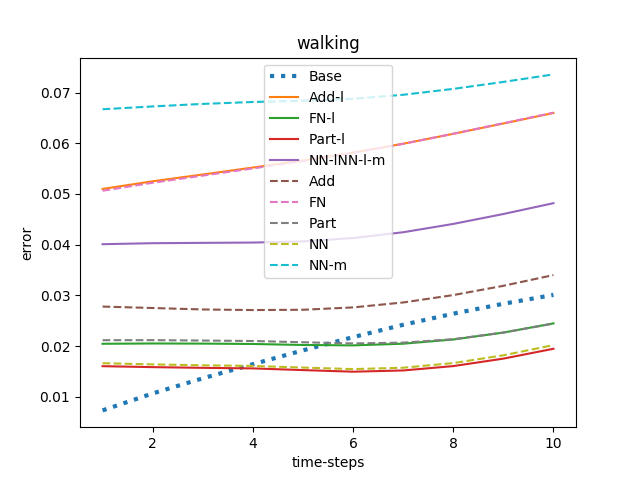 walking
error
0.07
0.06
0.05
0.04
0.03
0.02
0.01
Base
Add-l
FN-l
Part-l
NN-lNN-l-m
Add
FN
Part
NN
NN-m
2
4
6
8
10
time-steps